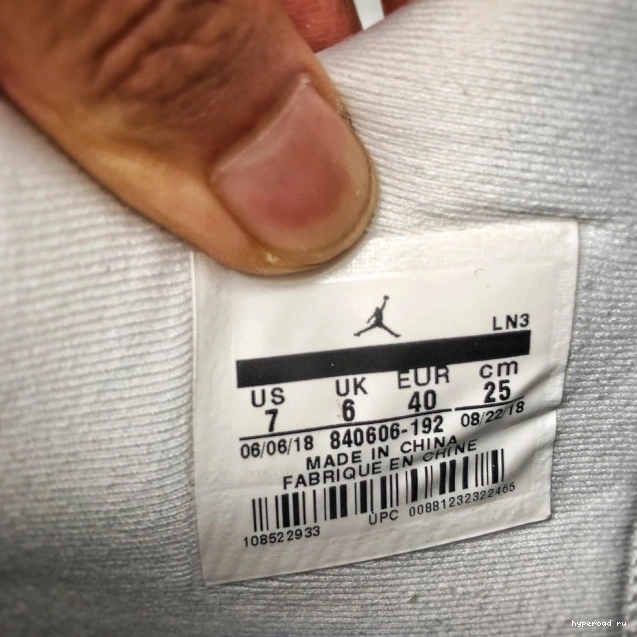 LN3
US UK EUR cm
7 6 40 25
06/06/18 840606-192 08/22/18
MADE IN CHINA
FABRIQUE EN CHINE
108522933 UPC 00881232322465
hyperoad ru